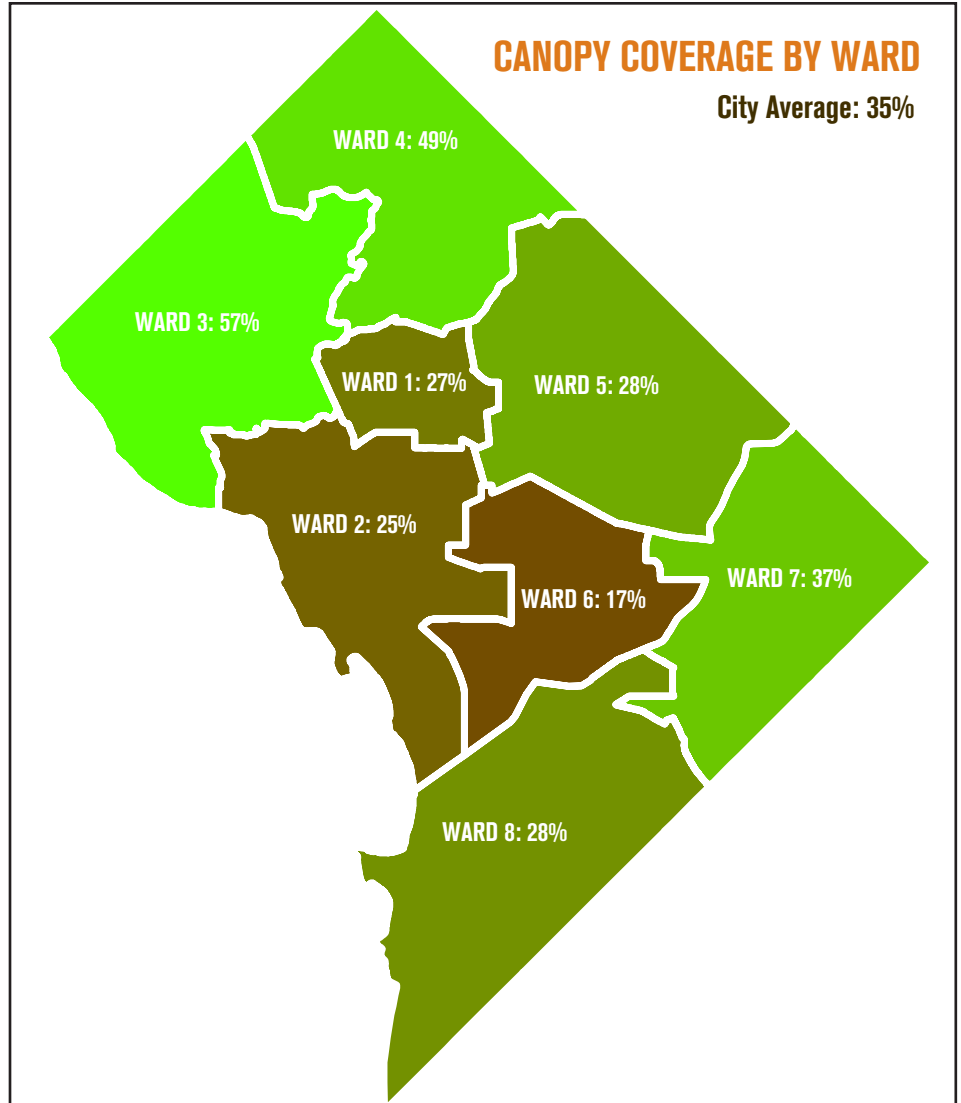 CANOPY COVERAGE BY WARD
City Average: 35%
WARD 4: 49%
WARD 3: 57%
WARD 1: 27%
WARD 5: 28%
WARD 2: 25%
WARD 7: 37%
WARD 6: 17%
WARD 8: 28%